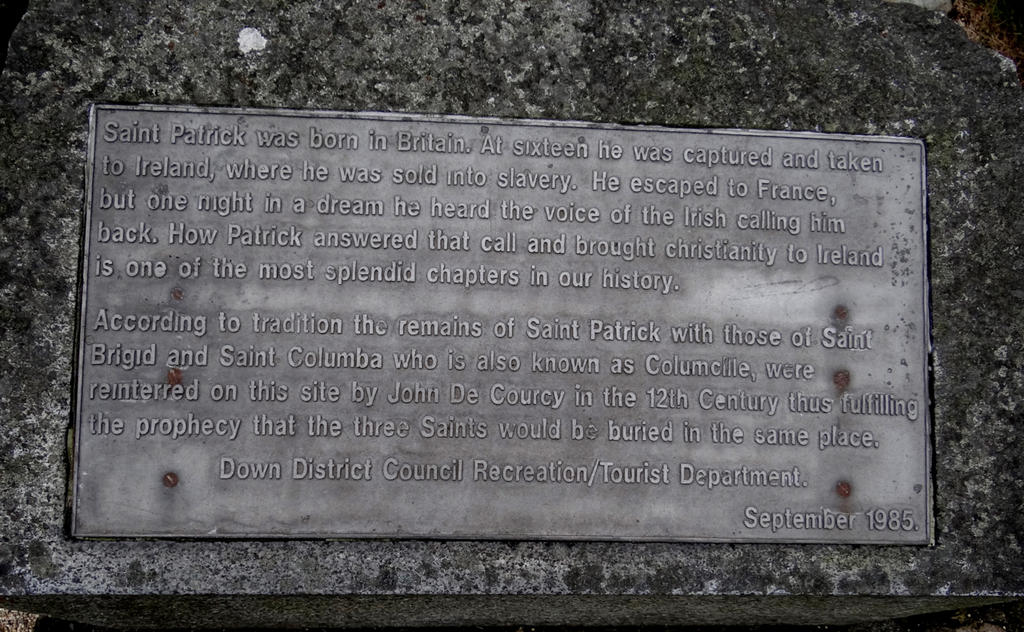 Saint Patrick was born in Britain. At sixteen he was captured and taken
to Ireland, where he was sold into slavery. He escaped to France,
but one night in a dream he heard the voice of the Irish calling him
back. How Patrick answered that call and brought christianity to Ireland
is one of the most splendid chapters in our history.
According to tradition the remains of Saint Patrick with those of Saint
Brigid and Saint Columba who is also known as Columcille, were
reinterred on this site by John De Courcy in the 12th Century thus fulfilling
the prophecy that the three Saints would be buried in the same place.
Down District Council Recreation/Tourist Department.
September 1985.